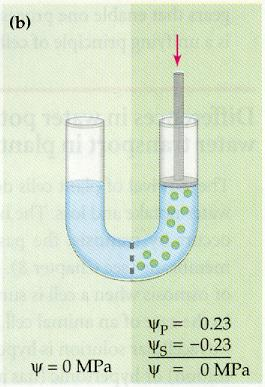 (b)
ψP = 0.23
ψS = −0.23
ψ = 0 MPa
ψ = 0 MPa